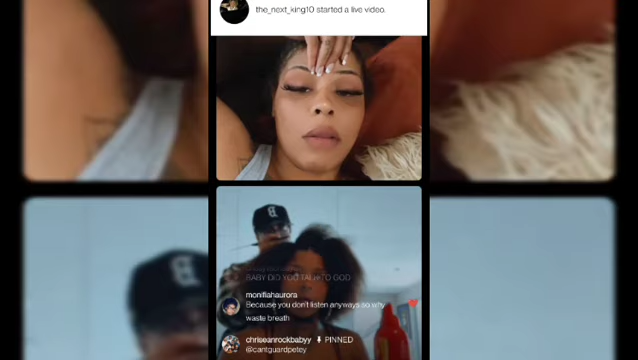 the_next_king10 started a live video.
BABY DID YOU TALK TO GOD
monifiahaurora
Because you don't listen anyways so why
waste breath
chriseanrockbabyy PINNED
@cantguardpetey